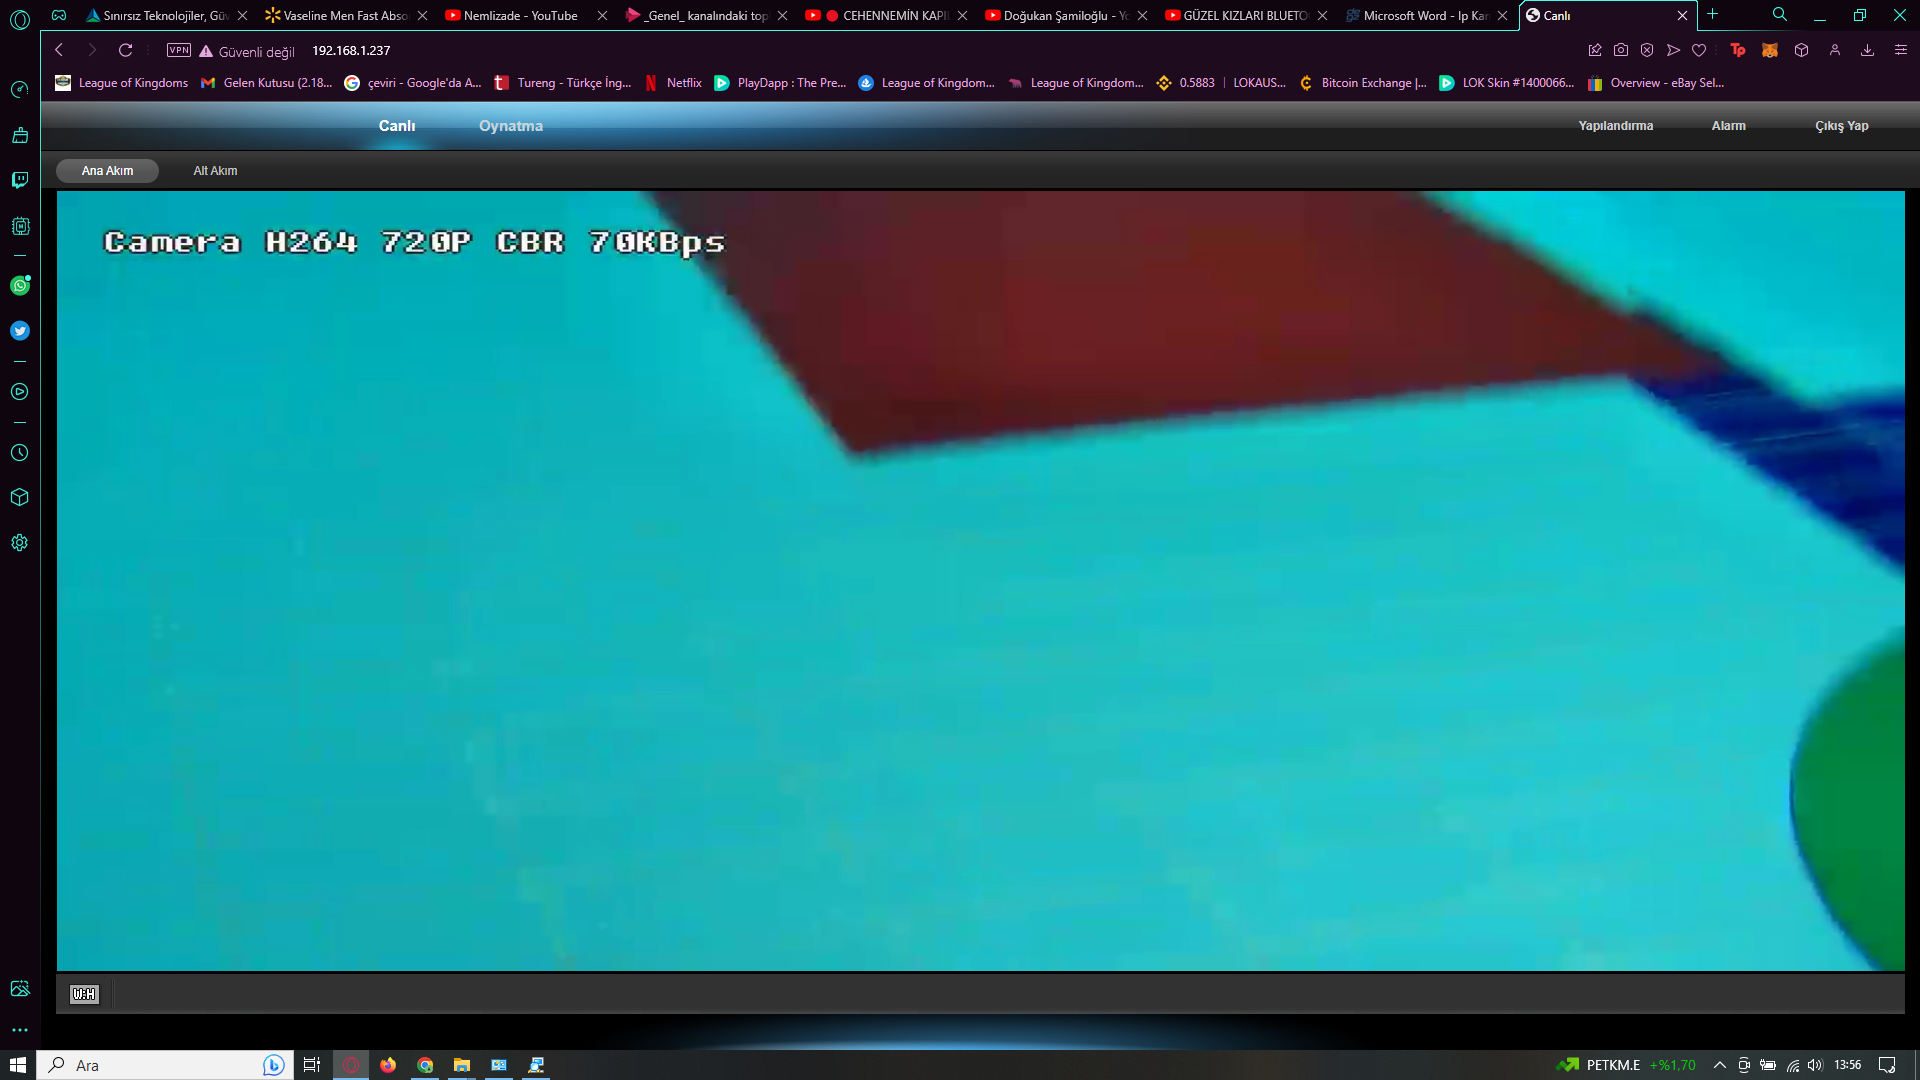 Sınırsız Teknolojiler, Güv
Vaseline Men Fast Abso
Nemlizade - YouTube
_Genel_ kanalındaki top
CEHENNEMİN KAPI
Doğukan Şamiloğlu - Yo
GÜZEL KIZLARI BLUETO
Microsoft Word - Ip Kam
Canlı
VPN
Güvenli değil
192.168.1.237
League of Kingdoms
Gelen Kutusu (2.18...
çeviri - Google'da A...
Tureng - Türkçe İng...
Netflix
PlayDapp : The Pre...
League of Kingdom...
League of Kingdom...
0.5883 | LOKAUS...
Bitcoin Exchange |...
LOK Skin #1400066...
Overview - eBay Sel...
Canlı
Oynatma
Yapılandırma
Alarm
Çıkış Yap
Ana Akım
Alt Akım
Camera H264 720P CBR 70KBps
W:H
Ara
PETKM.E
+%1,70
13:56